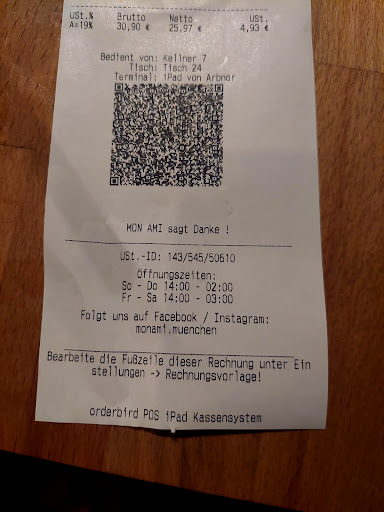 USt.% Brutto Netto USt.
A=19% 30,90 € 25,97 € 4,93 €
Bedient von: Kellner 7
Tisch: Tisch 24
Terminal: iPad von Arbnor
MON AMI sagt Danke !
USt.-ID: 143/545/50610
Öffnungszeiten:
So - Do 14:00 - 02:00
Fr - Sa 14:00 - 03:00
Folgt uns auf Facebook / Instagram:
monami.muenchen
Bearbeite die Fußzeile dieser Rechnung unter Ein
stellungen -> Rechnungsvorlage!
orderbird POS iPad Kassensystem